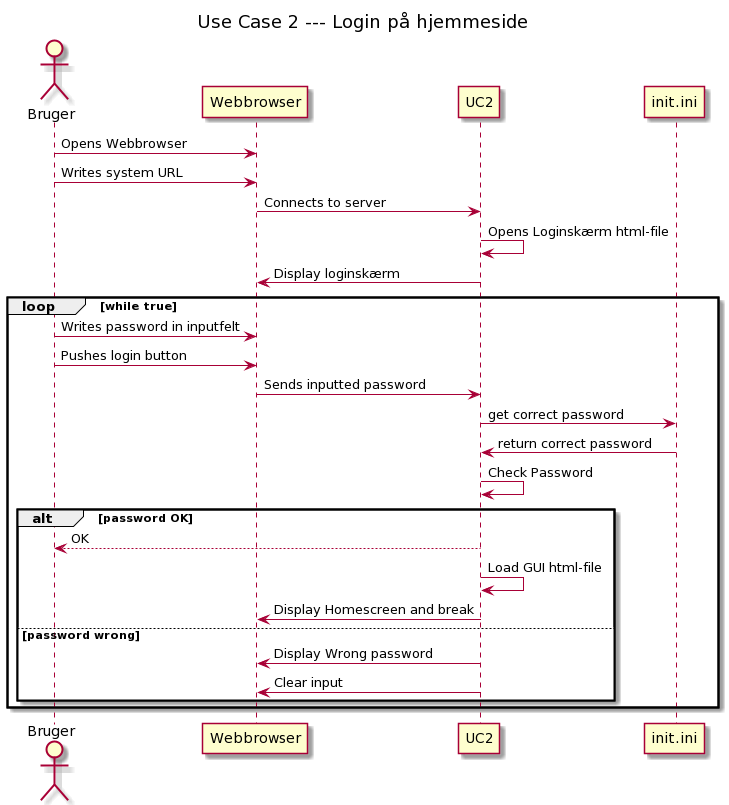 Use Case 2 --- Login på hjemmeside
Bruger
Webbrowser
UC2
init.ini
Opens Webbrowser
Writes system URL
Connects to server
Opens Loginskærm html-file
Display loginskærm
loop [while true]
Writes password in inputfelt
Pushes login button
Sends inputted password
get correct password
return correct password
Check Password
alt [password OK]
OK
Load GUI html-file
Display Homescreen and break
[password wrong]
Display Wrong password
Clear input
Bruger
Webbrowser
UC2
init.ini